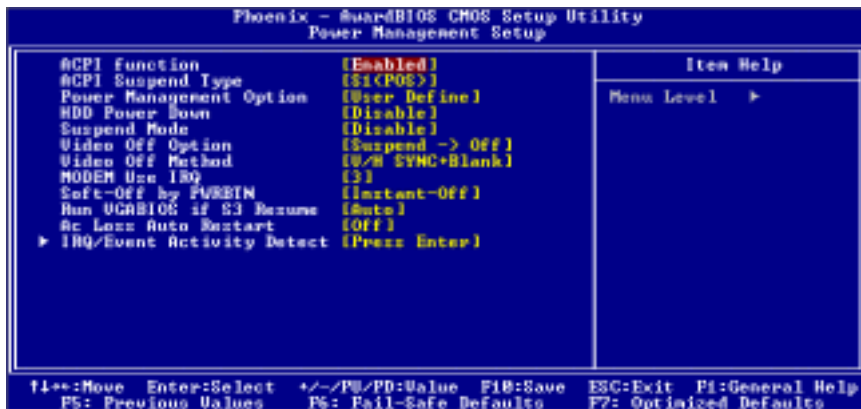 Phoenix - AwardBIOS CMOS Setup Utility
Power Management Setup
ACPI function [Enabled]
ACPI Suspend Type [S1(POS)]
Power Management Option [User Define]
HDD Power Down [Disable]
Suspend Mode [Disable]
Video Off Option [Suspend -> Off]
Video Off Method [V/H SYNC+Blank]
MODEM Use IRQ [3]
Soft-Off by PWRBTN [Instant-Off]
Run VGABIOS if S3 Resume [Auto]
Ac Loss Auto Restart [Off]
► IRQ/Event Activity Detect [Press Enter]
Item Help
Menu Level ►
↑↓→←:Move Enter:Select +/-/PU/PD:Value F10:Save ESC:Exit F1:General Help
F5: Previous Values F6: Fail-Safe Defaults F7: Optimized Defaults